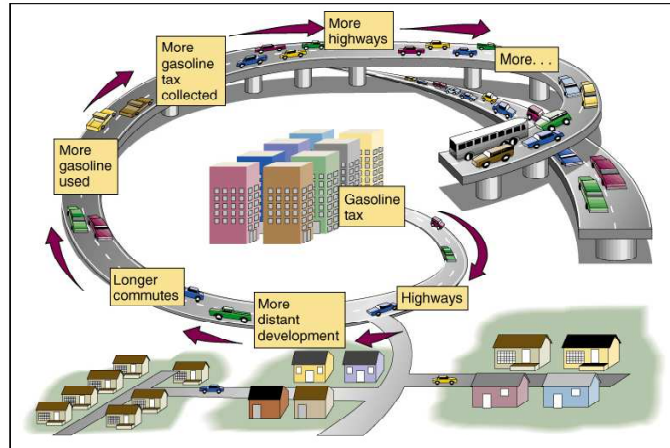 More
highways
More
gasoline
tax
collected
More. . .
More
gasoline
used
Gasoline
tax
Longer
commutes
More
distant
development
Highways